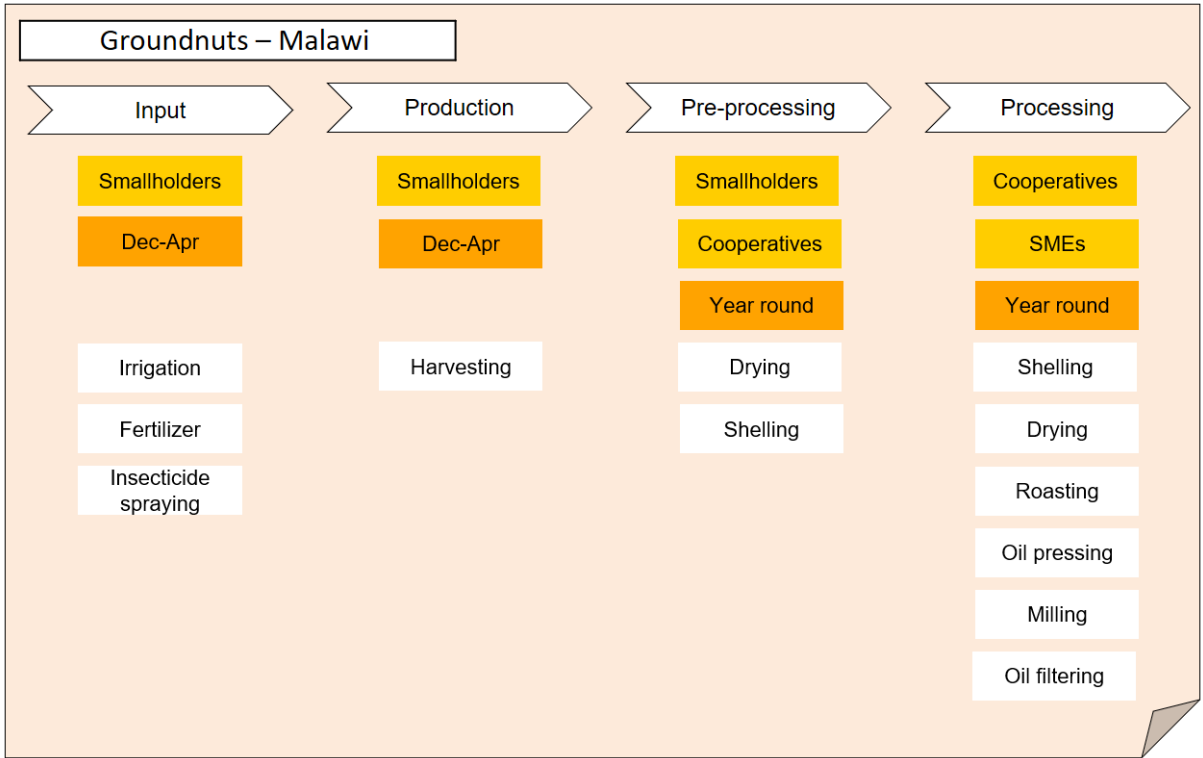 Groundnuts – Malawi
Input
Production
Pre-processing
Processing
Smallholders
Smallholders
Smallholders
Cooperatives
Dec-Apr
Dec-Apr
Cooperatives
SMEs
Year round
Year round
Irrigation
Harvesting
Drying
Shelling
Fertilizer
Shelling
Drying
Insecticide
spraying
Roasting
Oil pressing
Milling
Oil filtering